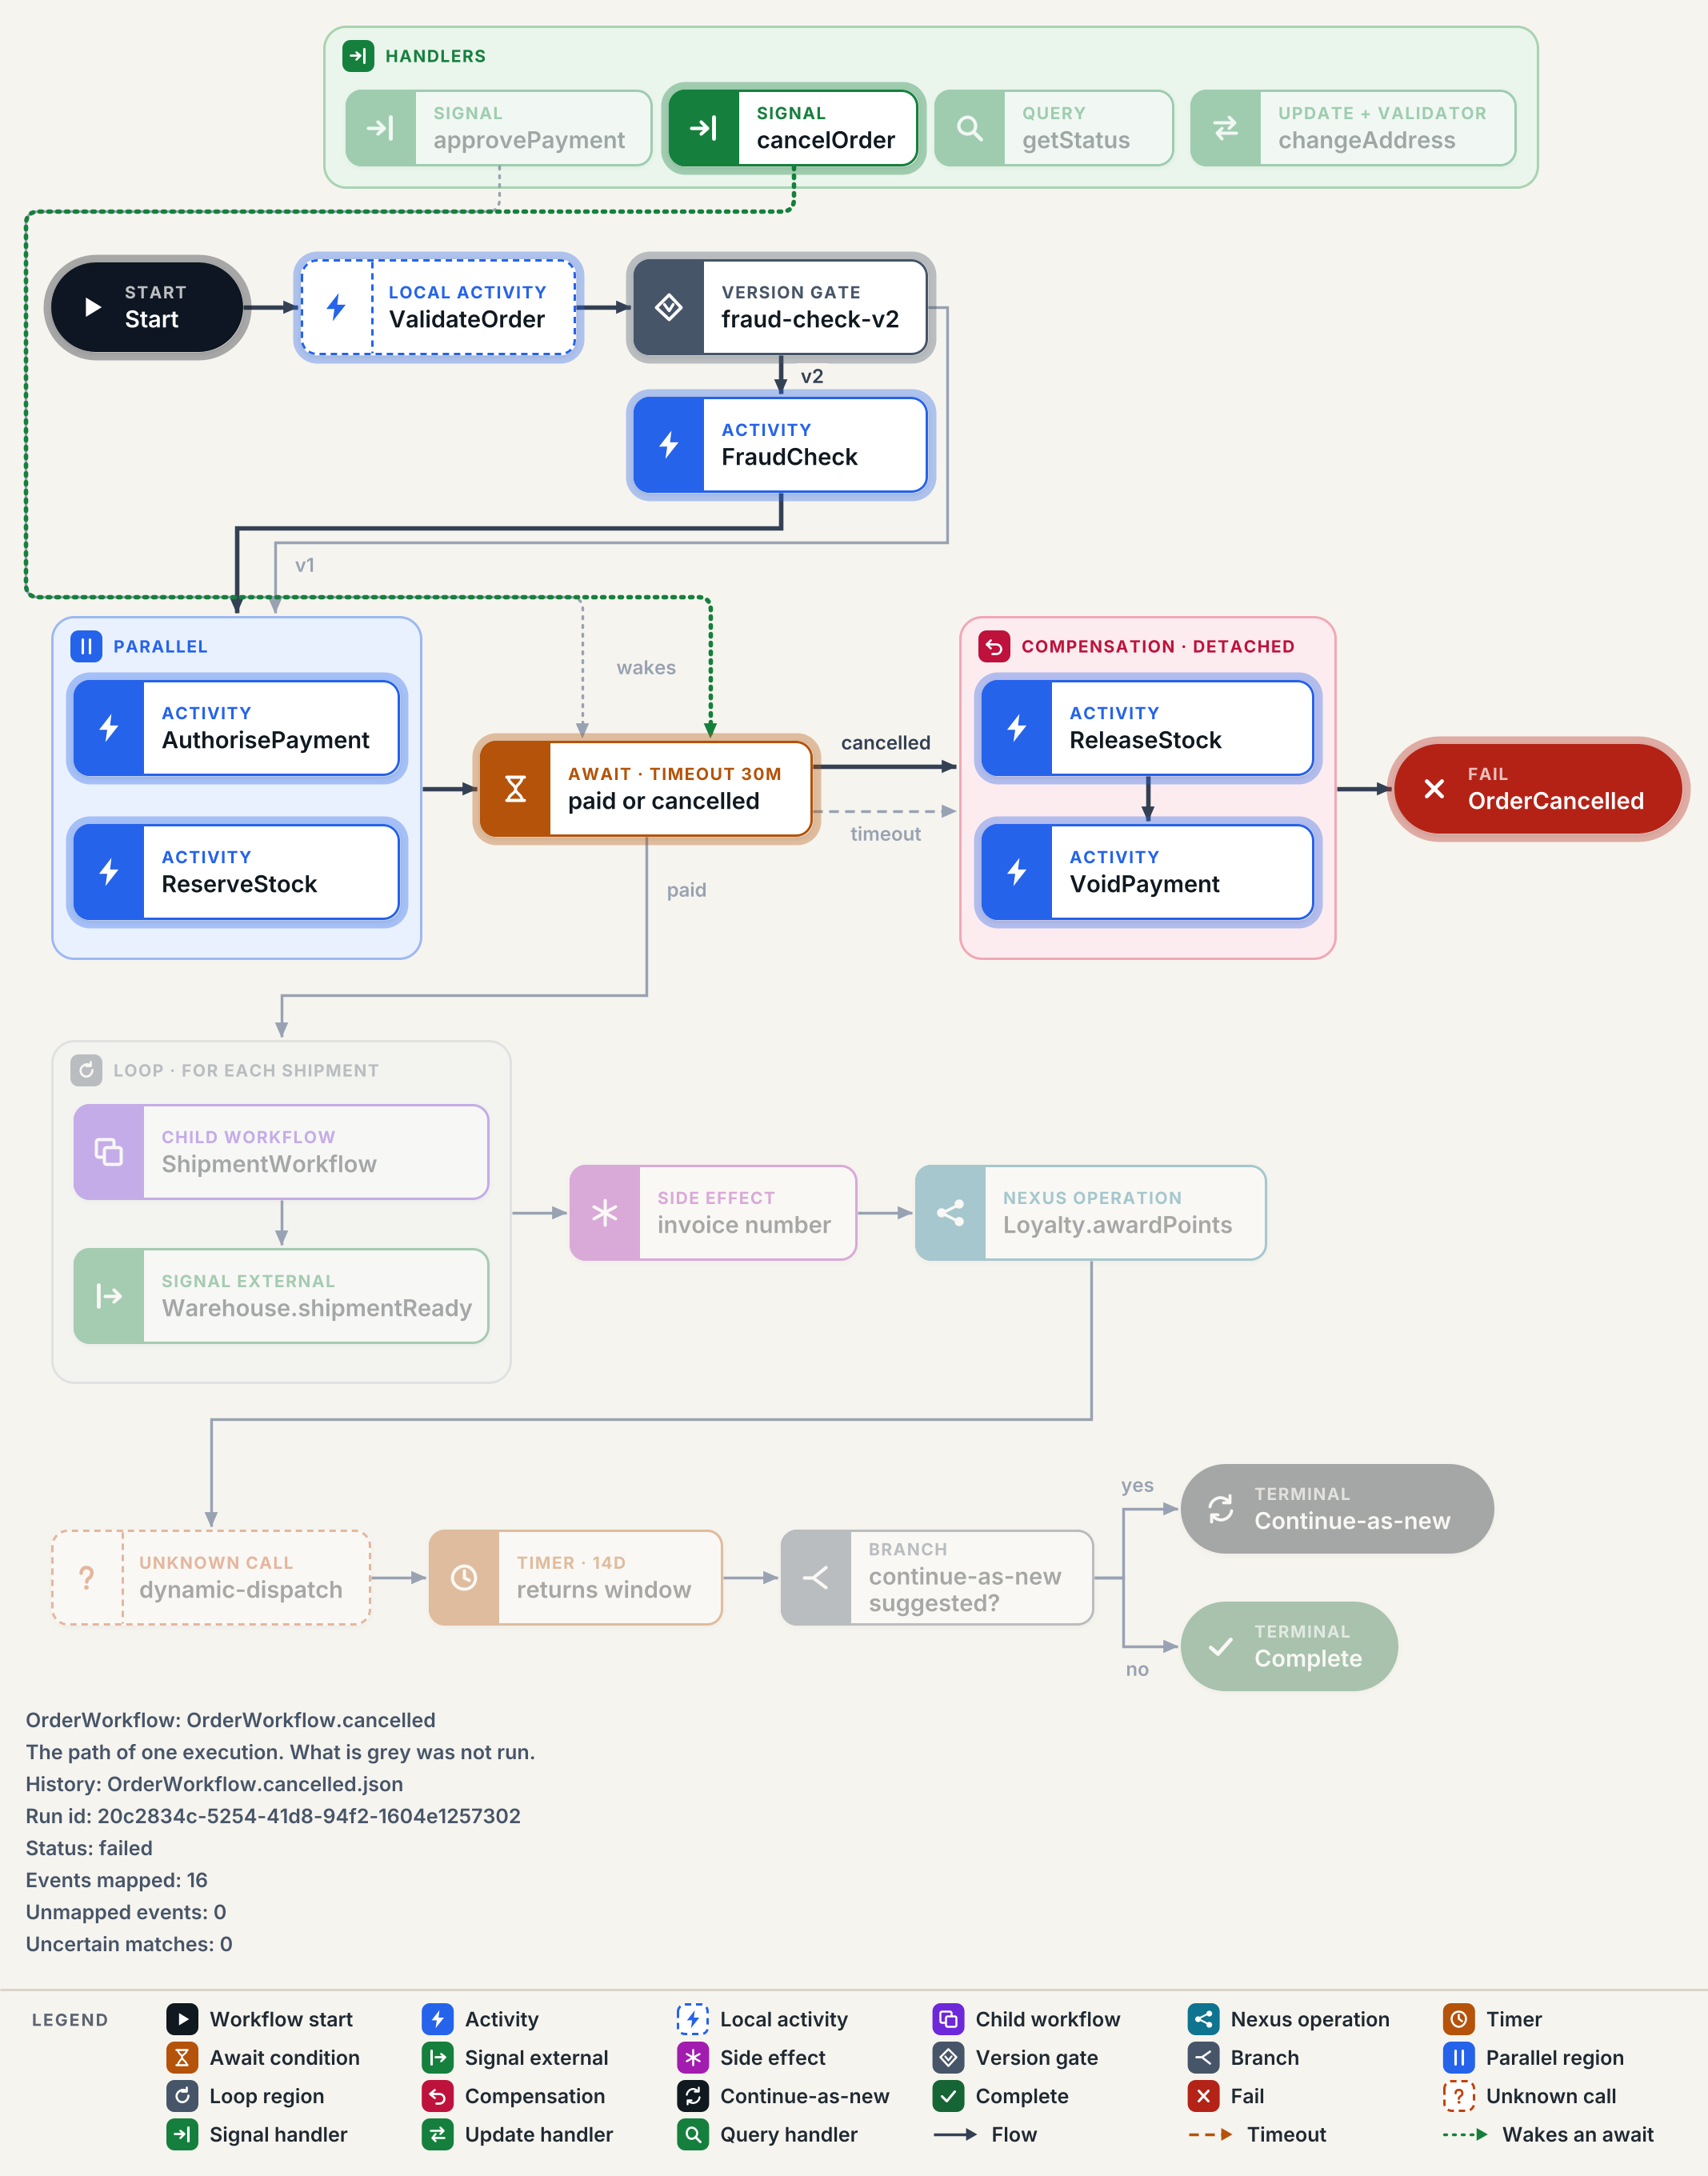 HANDLERS
SIGNAL
approvePayment
SIGNAL
cancelOrder
QUERY
getStatus
UPDATE + VALIDATOR
changeAddress
START
Start
LOCAL ACTIVITY
ValidateOrder
VERSION GATE
fraud-check-v2
v2
ACTIVITY
FraudCheck
v1
PARALLEL
ACTIVITY
AuthorisePayment
ACTIVITY
ReserveStock
wakes
AWAIT · TIMEOUT 30M
paid or cancelled
cancelled
timeout
paid
COMPENSATION · DETACHED
ACTIVITY
ReleaseStock
ACTIVITY
VoidPayment
FAIL
OrderCancelled
LOOP · FOR EACH SHIPMENT
CHILD WORKFLOW
ShipmentWorkflow
SIGNAL EXTERNAL
Warehouse.shipmentReady
SIDE EFFECT
invoice number
NEXUS OPERATION
Loyalty.awardPoints
UNKNOWN CALL
dynamic-dispatch
TIMER · 14D
returns window
BRANCH
continue-as-new
suggested?
yes
TERMINAL
Continue-as-new
no
TERMINAL
Complete
OrderWorkflow: OrderWorkflow.cancelled
The path of one execution. What is grey was not run.
History: OrderWorkflow.cancelled.json
Run id: 20c2834c-5254-41d8-94f2-1604e1257302
Status: failed
Events mapped: 16
Unmapped events: 0
Uncertain matches: 0
LEGEND
Workflow start
Activity
Local activity
Child workflow
Nexus operation
Timer
Await condition
Signal external
Side effect
Version gate
Branch
Parallel region
Loop region
Compensation
Continue-as-new
Complete
Fail
Unknown call
Signal handler
Update handler
Query handler
Flow
Timeout
Wakes an await